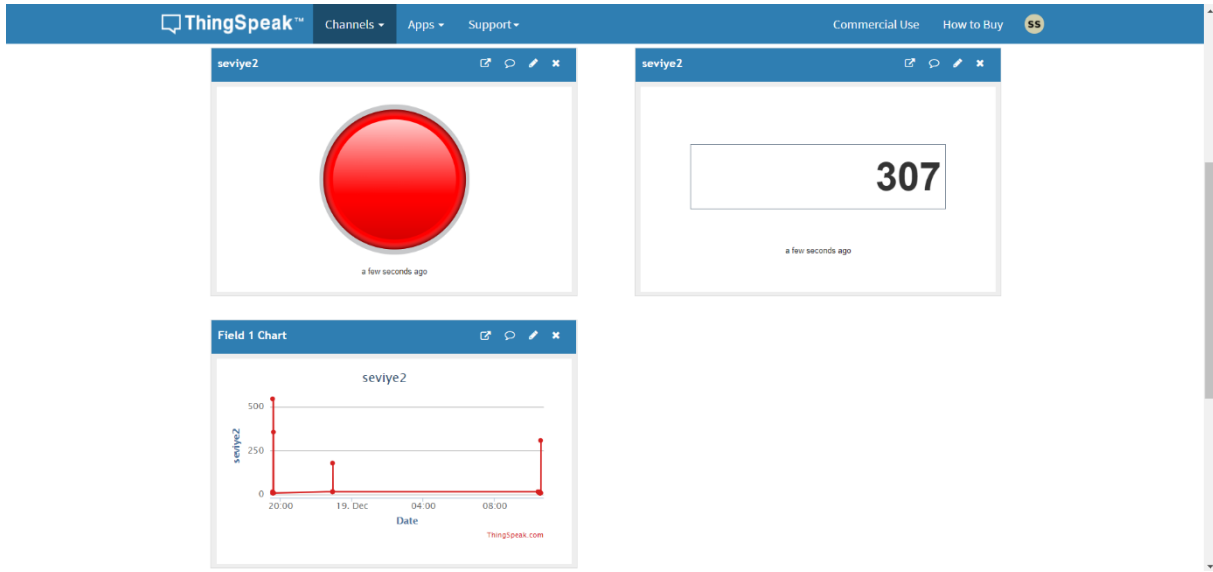 ThingSpeak™ Channels Apps Support Commercial Use How to Buy SS
seviye2
a few seconds ago
seviye2
307
a few seconds ago
Field 1 Chart
seviye2
500
250
0
seviye2
20:00 19. Dec 04:00 08:00
Date
ThingSpeak.com